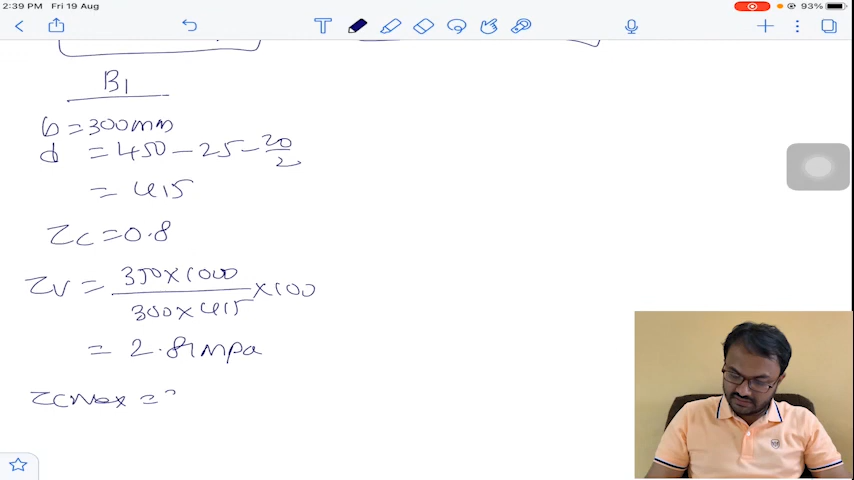 2:39 PM Fri 19 Aug
93%
T
B1
b = 300mm
d = 450 - 25 - 20/2
= 415
τc = 0.8
τv = 350 × 1000 / 300 × 415 × 100
= 2.81 Mpa
τcmax =